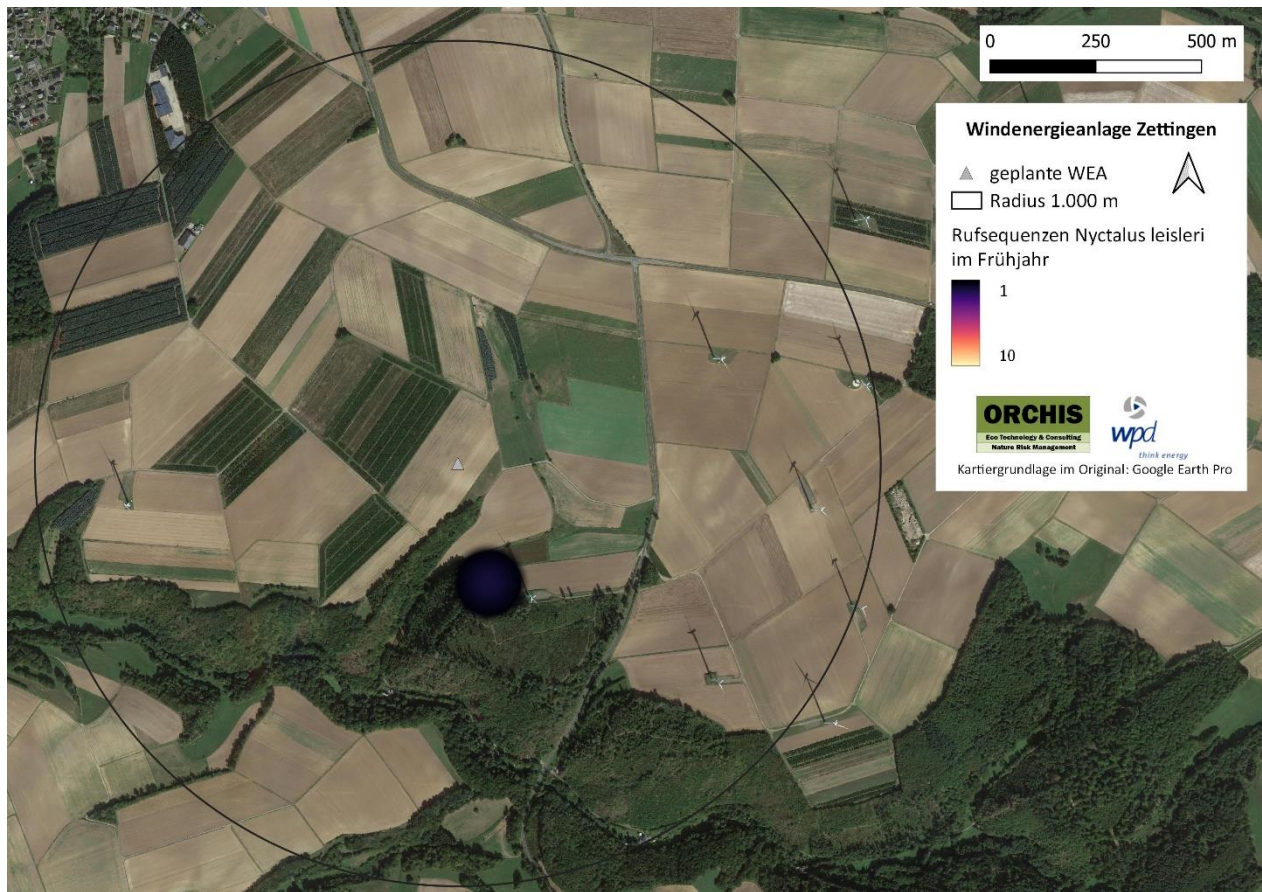 0 250 500 m
Windenergieanlage Zettingen
geplante WEA
Radius 1.000 m
Rufsequenzen Nyctalus leisleri
im Frühjahr
1
10
ORCHIS
Eco Technology & Consulting
Nature Risk Management
wpd
think energy
Kartiergrundlage im Original: Google Earth Pro